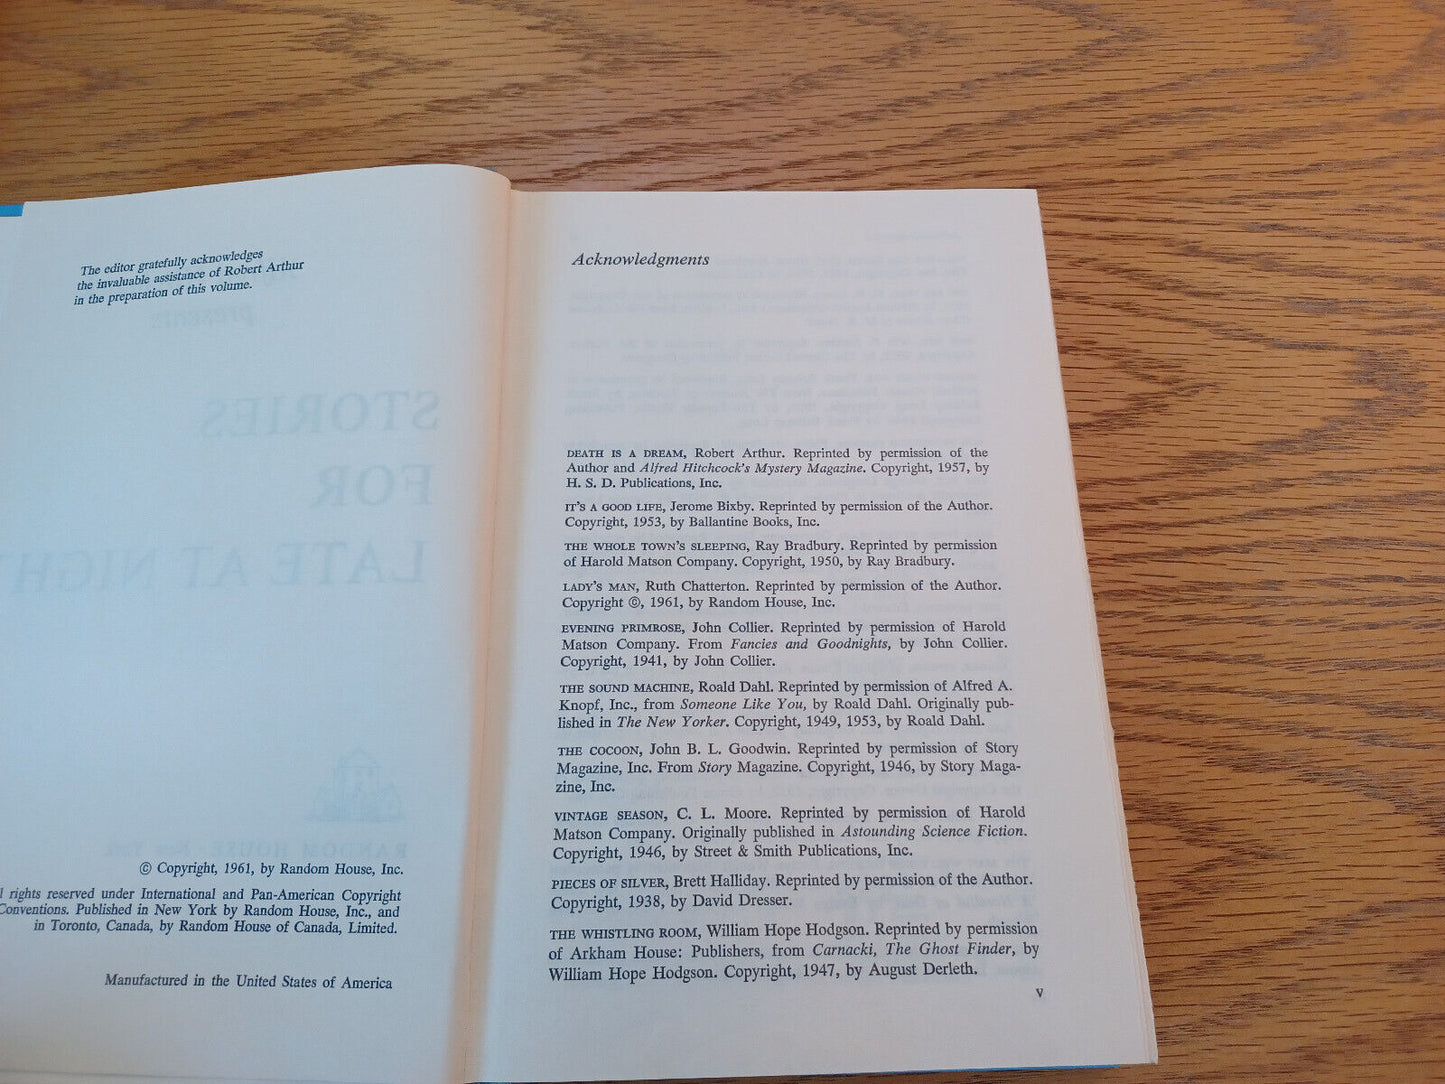 The editor gratefully acknowledges
the invaluable assistance of Robert Arthur
in the preparation of this volume.
presents
STORIES
FOR
LATE AT NIGH
RANDOM HOUSE · New York
© Copyright, 1961, by Random House, Inc.
l rights reserved under International and Pan-American Copyright
Conventions. Published in New York by Random House, Inc., and
in Toronto, Canada, by Random House of Canada, Limited.
Manufactured in the United States of America
Acknowledgments
DEATH IS A DREAM, Robert Arthur. Reprinted by permission of the
Author and Alfred Hitchcock's Mystery Magazine. Copyright, 1957, by
H. S. D. Publications, Inc.
IT'S A GOOD LIFE, Jerome Bixby. Reprinted by permission of the Author.
Copyright, 1953, by Ballantine Books, Inc.
THE WHOLE TOWN'S SLEEPING, Ray Bradbury. Reprinted by permission
of Harold Matson Company. Copyright, 1950, by Ray Bradbury.
LADY'S MAN, Ruth Chatterton. Reprinted by permission of the Author.
Copyright ©, 1961, by Random House, Inc.
EVENING PRIMROSE, John Collier. Reprinted by permission of Harold
Matson Company. From Fancies and Goodnights, by John Collier.
Copyright, 1941, by John Collier.
THE SOUND MACHINE, Roald Dahl. Reprinted by permission of Alfred A.
Knopf, Inc., from Someone Like You, by Roald Dahl. Originally pub-
lished in The New Yorker. Copyright, 1949, 1953, by Roald Dahl.
THE COCOON, John B. L. Goodwin. Reprinted by permission of Story
Magazine, Inc. From Story Magazine. Copyright, 1946, by Story Maga-
zine, Inc.
VINTAGE SEASON, C. L. Moore. Reprinted by permission of Harold
Matson Company. Originally published in Astounding Science Fiction.
Copyright, 1946, by Street & Smith Publications, Inc.
PIECES OF SILVER, Brett Halliday. Reprinted by permission of the Author.
Copyright, 1938, by David Dresser.
THE WHISTLING ROOM, William Hope Hodgson. Reprinted by permission
of Arkham House: Publishers, from Carnacki, The Ghost Finder, by
William Hope Hodgson. Copyright, 1947, by August Derleth.
v